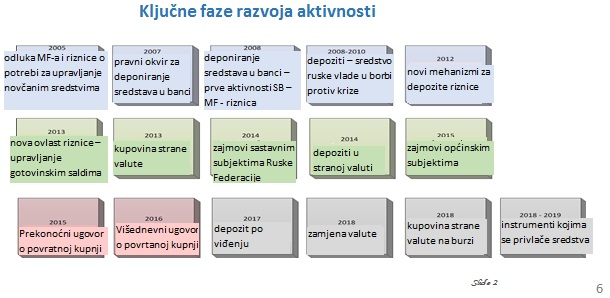 Ključne faze razvoja aktivnosti
2005
odluka MF-a i riznice o
potrebi za upravljanje
novčanim sredstvima
2007
pravni okvir za
deponiranje
sredstava u banci
2008
deponiranje
sredstava u banci –
prve aktivnosti SB –
MF - riznica
2008-2010
depoziti – sredstvo
ruske vlade u borbi
protiv krize
2012
novi mehanizmi za
depozite riznice
2013
nova ovlast riznice –
upravljanje
gotovinskim saldima
2013
kupovina strane
valute
2014
zajmovi sastavnim
subjektima Ruske
Federacije
2014
depoziti u
stranoj valuti
2015
zajmovi općinskim
subjektima
2015
Prekonoćni ugovor
o povratnoj kupnji
2016
Višednevni ugovor
o povrtanoj kupnji
2017
depozit po
viđenju
2018
zamjena valute
2018
kupovina strane
valute na burzi
2018 - 2019
instrumenti kojima
se privlače sredstva
Slide 2
6